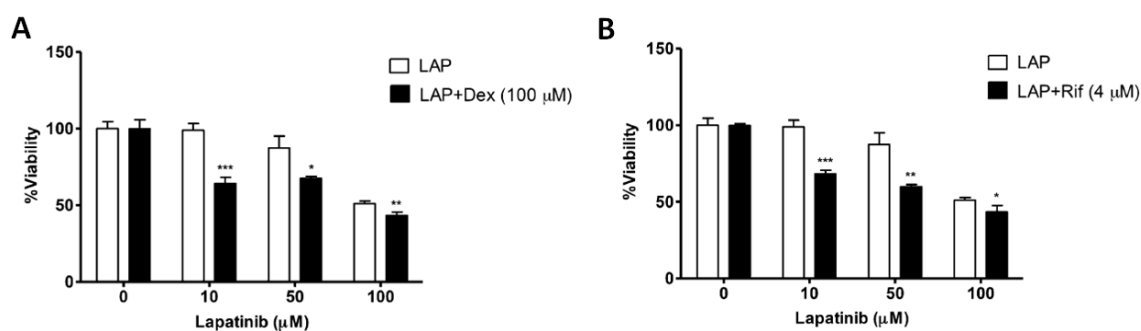 A
150
100
50
0
%Viability
LAP
LAP+Dex (100 µM)
***
*
**
0 10 50 100
Lapatinib (µM)
B
150
100
50
0
%Viability
LAP
LAP+Rif (4 µM)
***
**
*
0 10 50 100
Lapatinib (µM)